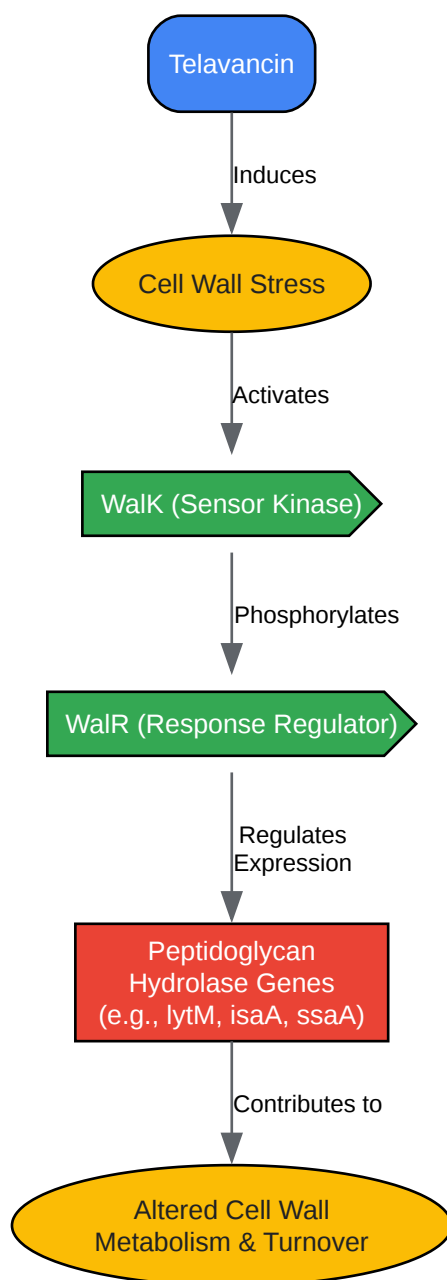 Telavancin
Induces
Cell Wall Stress
Activates
WalK (Sensor Kinase)
Phosphorylates
WalR (Response Regulator)
Regulates
Expression
Peptidoglycan
Hydrolase Genes
(e.g., lytM, isaA, ssaA)
Contributes to
Altered Cell Wall
Metabolism & Turnover